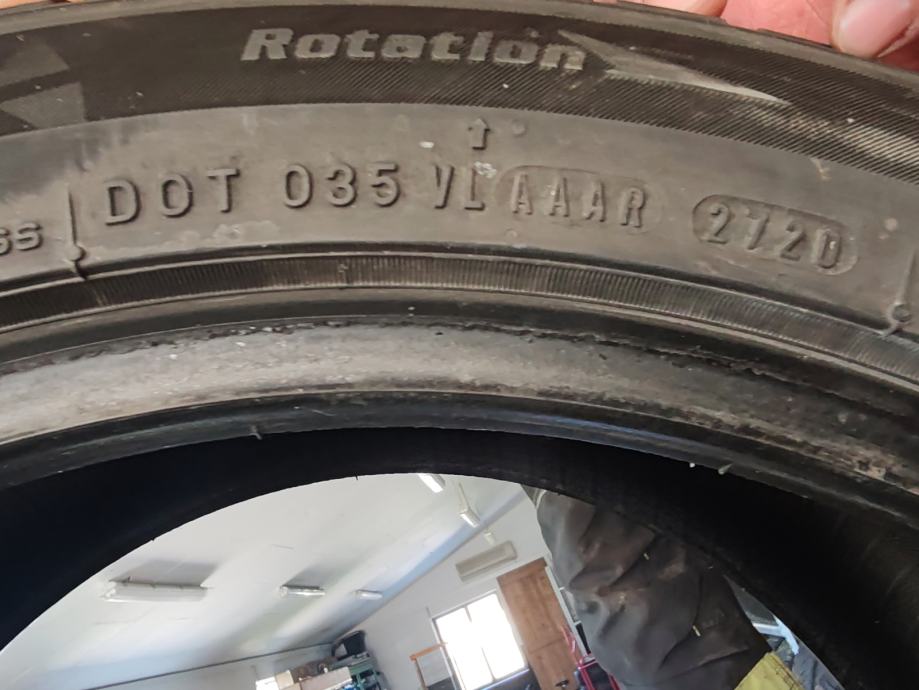 Rotation
DOT 035 VL AAAR 2720